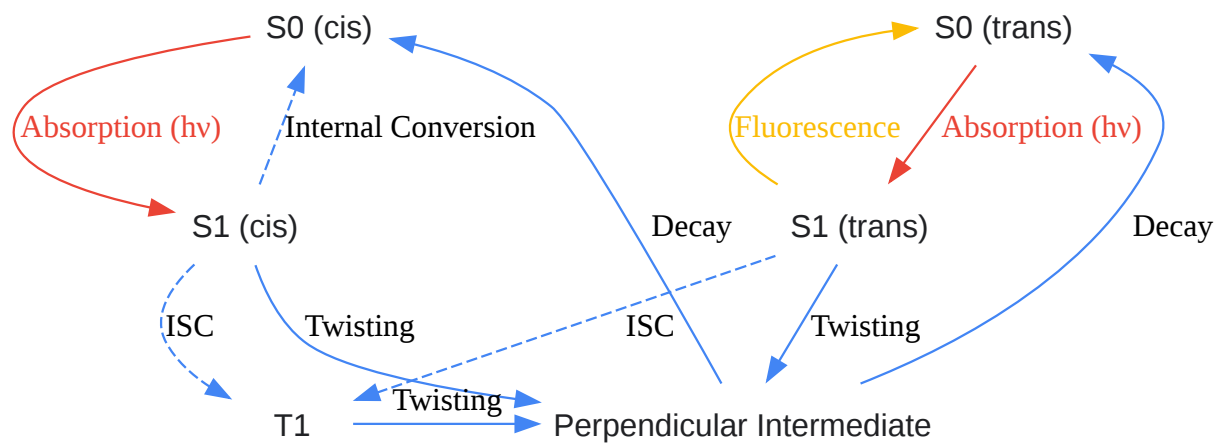 S0 (cis)
S0 (trans)
Absorption (hν)
Internal Conversion
Fluorescence
Absorption (hν)
S1 (cis)
Decay
S1 (trans)
Decay
ISC
Twisting
ISC
Twisting
Twisting
T1
Perpendicular Intermediate